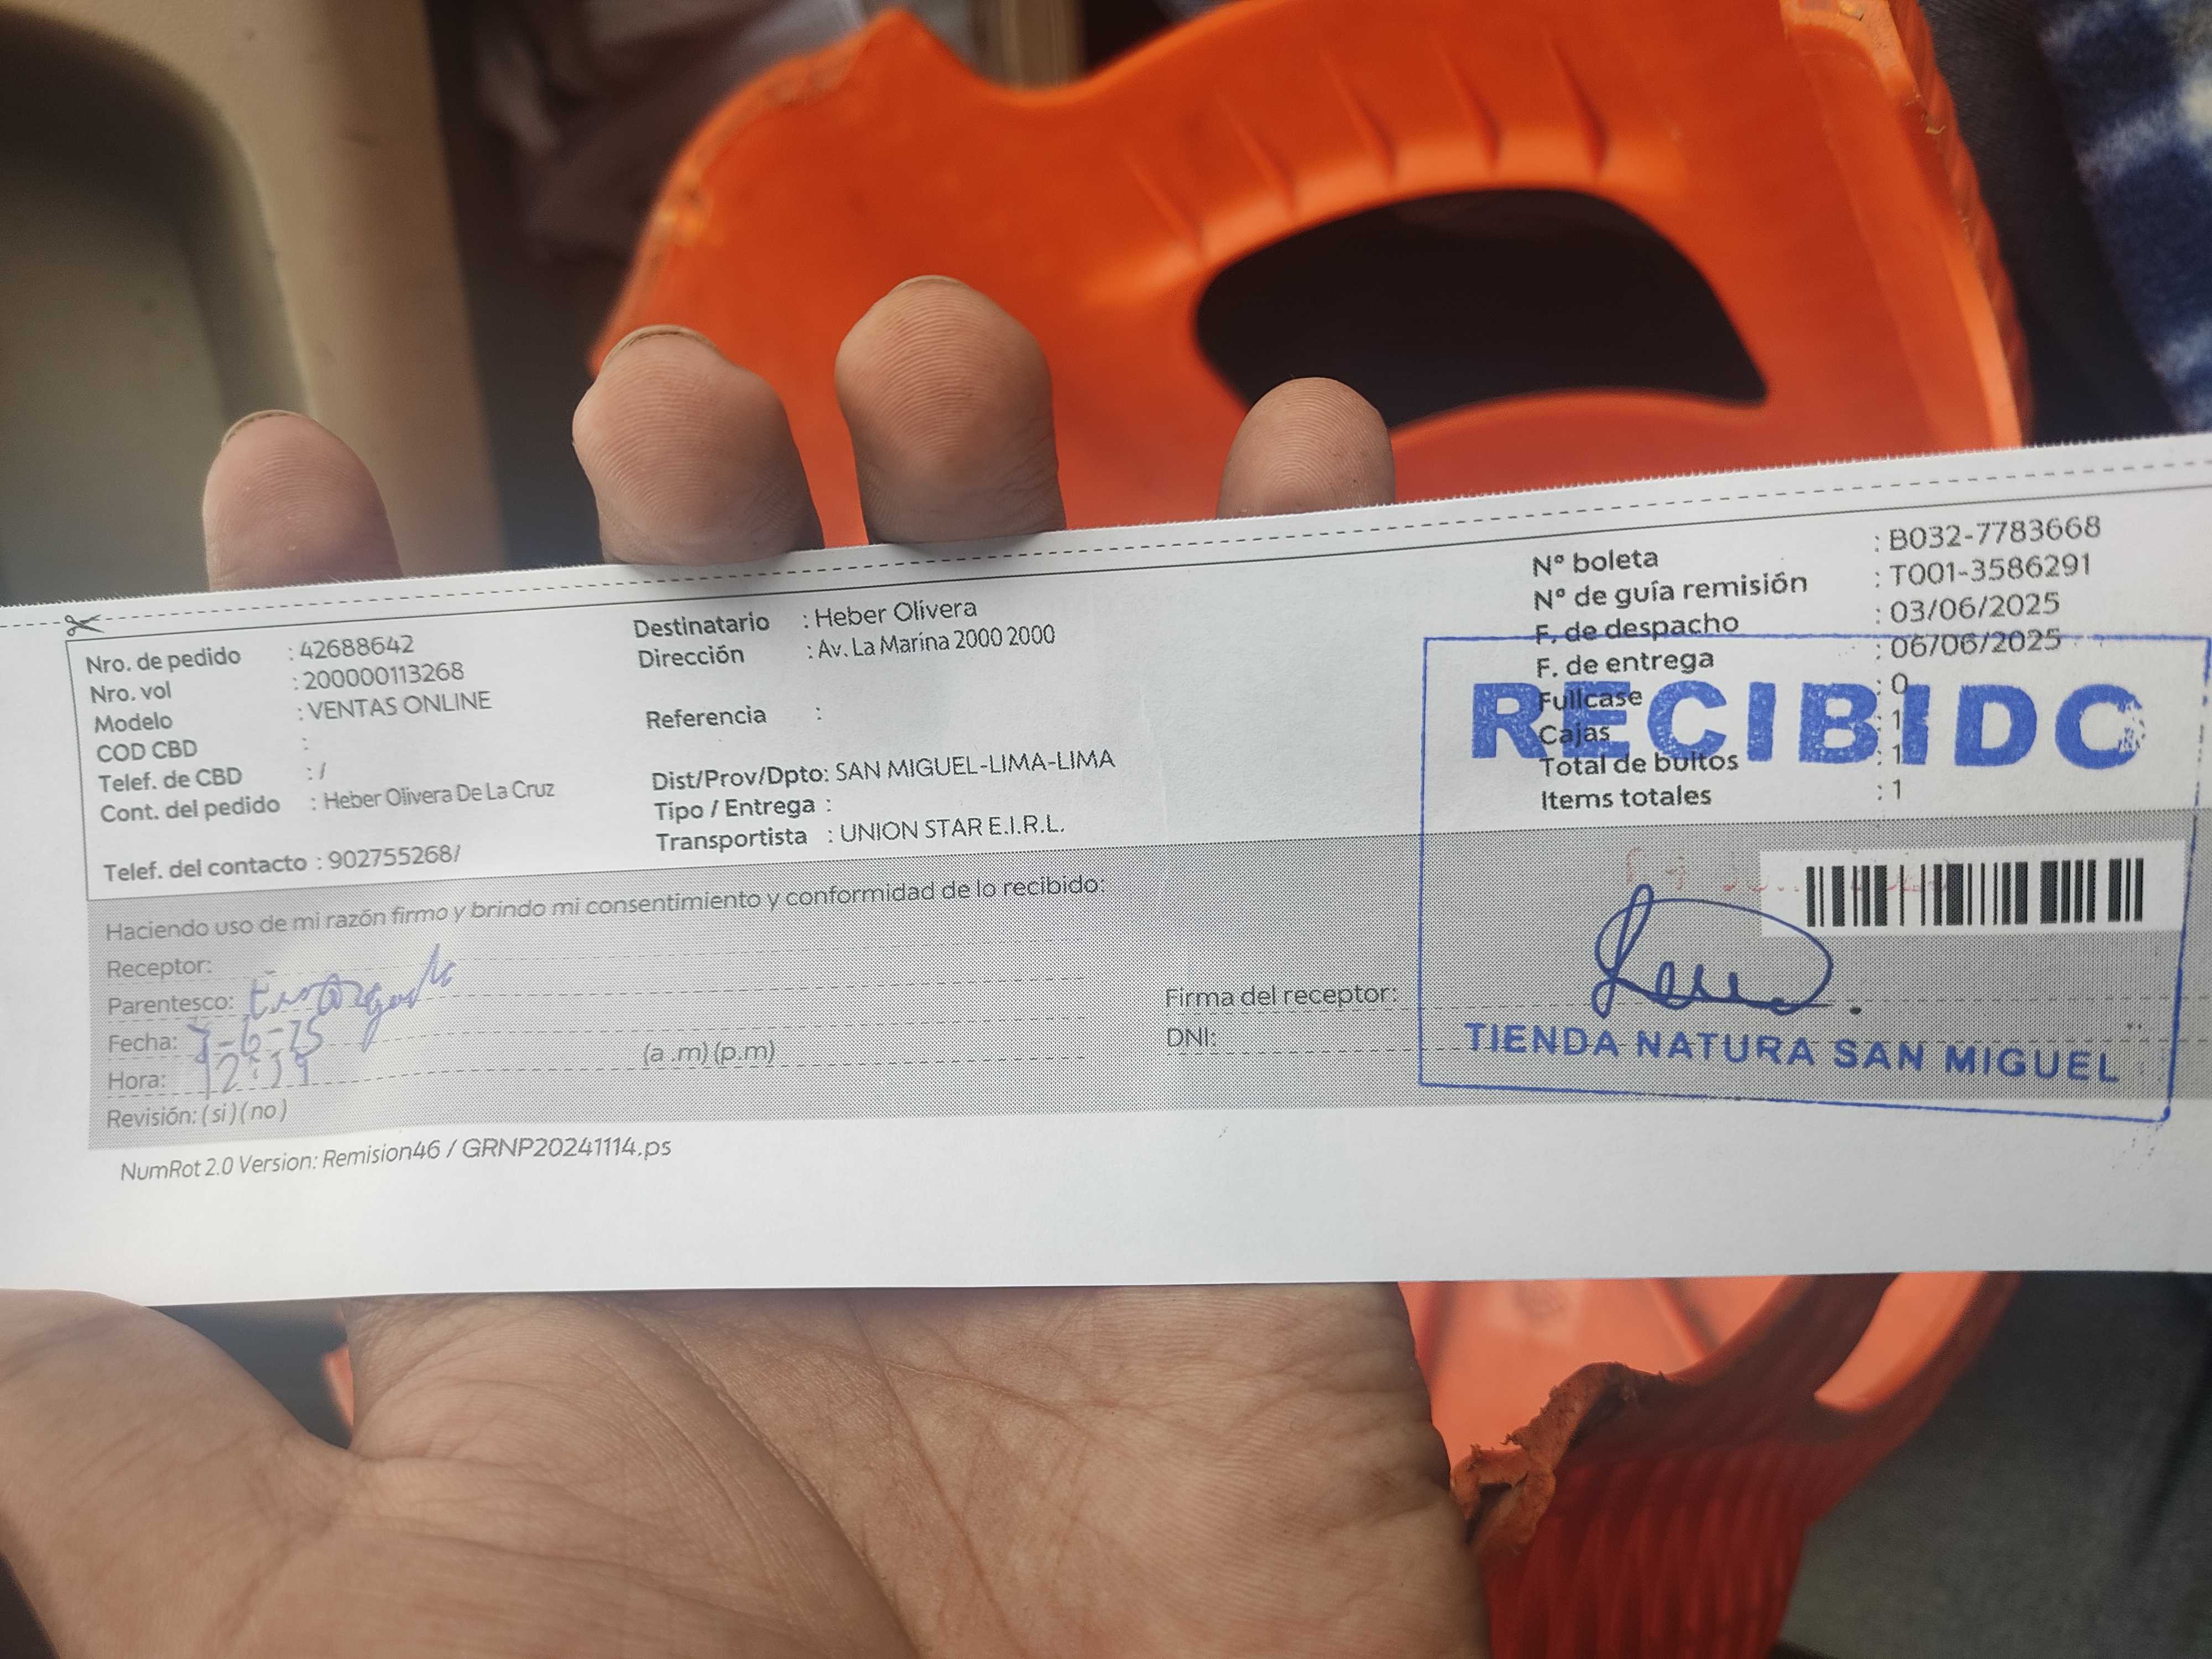 Nro. de pedido : 42688642
Nro. vol : 200000113268
Modelo : VENTAS ONLINE
COD CBD :
Telef. de CBD : /
Cont. del pedido : Heber Olivera De La Cruz
Telef. del contacto : 902755268/
Destinatario : Heber Olivera
Dirección : Av. La Marina 2000 2000
Referencia :
Dist/Prov/Dpto: SAN MIGUEL-LIMA-LIMA
Tipo / Entrega :
Transportista : UNION STAR E.I.R.L.
Nº boleta : B032-7783668
Nº de guía remisión : T001-3586291
F. de despacho : 03/06/2025
F. de entrega : 06/06/2025
Fullcase : 0
Cajas : 1
Total de bultos : 1
Items totales : 1
RECIBIDO
Haciendo uso de mi razón firmo y brindo mi consentimiento y conformidad de lo recibido:
Receptor:
Parentesco:
Fecha:
Hora: (a .m) (p.m)
Revisión: (si) (no)
Firma del receptor:
DNI:
TIENDA NATURA SAN MIGUEL
NumRot 2.0 Version: Remision46 / GRNP20241114.ps